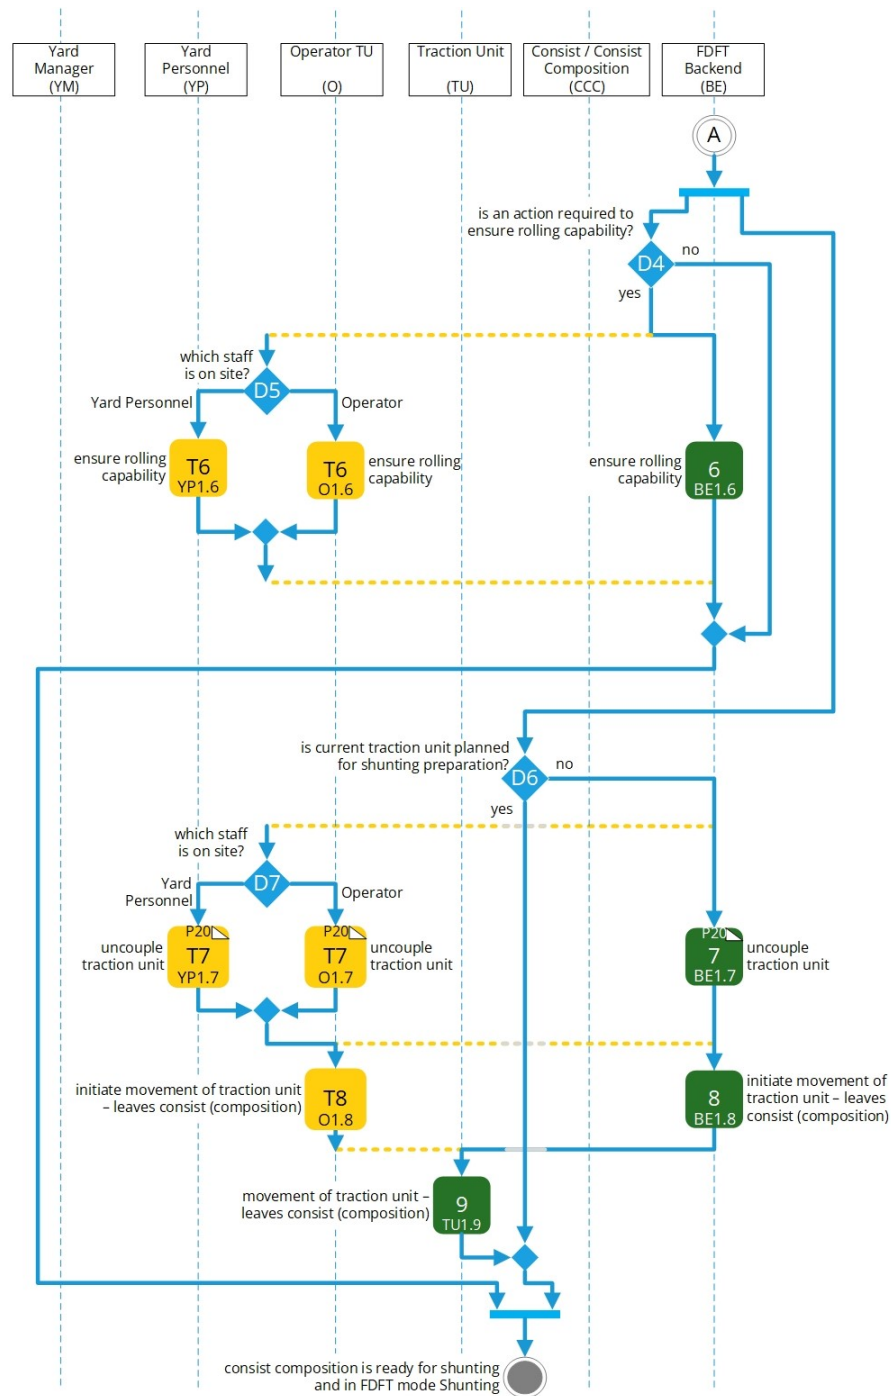 Yard
Manager
(YM)
Yard
Personnel
(YP)
Operator TU
(O)
Traction Unit
(TU)
Consist / Consist
Composition
(CCC)
FDFT
Backend
(BE)
A
is an action required to
ensure rolling capability?
D4
no
yes
which staff
is on site?
D5
Yard Personnel
Operator
ensure rolling
capability
T6
YP1.6
T6
O1.6
ensure rolling
capability
ensure rolling
capability
6
BE1.6
is current traction unit planned
for shunting preparation?
D6
no
yes
which staff
is on site?
D7
Yard
Personnel
Operator
uncouple
traction unit
P20
T7
YP1.7
P20
T7
O1.7
uncouple
traction unit
P20
7
BE1.7
uncouple
traction unit
initiate movement of traction unit
– leaves consist (composition)
T8
O1.8
8
BE1.8
initiate movement of
traction unit – leaves
consist (composition)
movement of traction unit –
leaves consist (composition)
9
TU1.9
consist composition is ready for shunting
and in FDFT mode Shunting